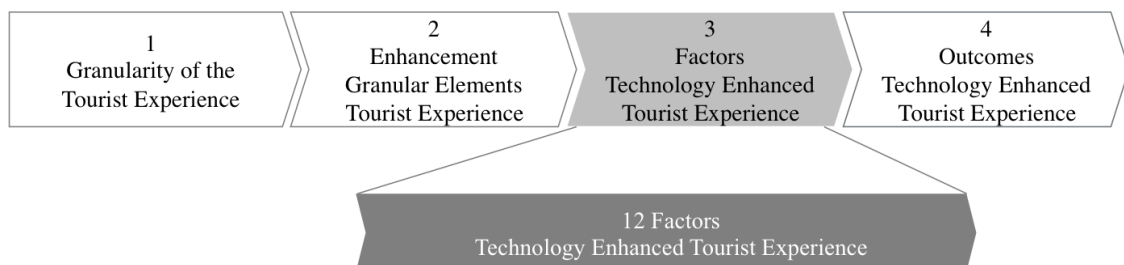 1
Granularity of the
Tourist Experience
2
Enhancement
Granular Elements
Tourist Experience
3
Factors
Technology Enhanced
Tourist Experience
4
Outcomes
Technology Enhanced
Tourist Experience
12 Factors
Technology Enhanced Tourist Experience